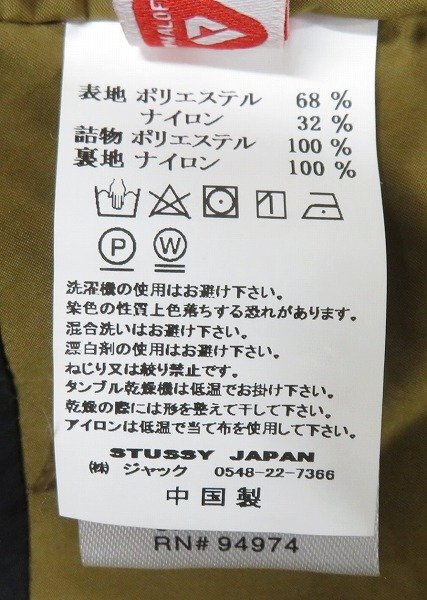 表地 ポリエステル 68 %
ナイロン 32 %
詰物 ポリエステル 100 %
裏地 ナイロン 100 %
P W
洗濯機の使用はお避け下さい。
染色の性質上色落ちする恐れがあります。
混合洗いはお避け下さい。
漂白剤の使用はお避け下さい。
ねじり又は絞り禁止です。
タンブル乾燥機は低温でお掛け下さい。
乾燥の際には形を整えて干して下さい。
アイロンは低温で当て布を使用して下さい。
STUSSY JAPAN
㈱ ジャック 0548-22-7366
中国製
RN# 94974